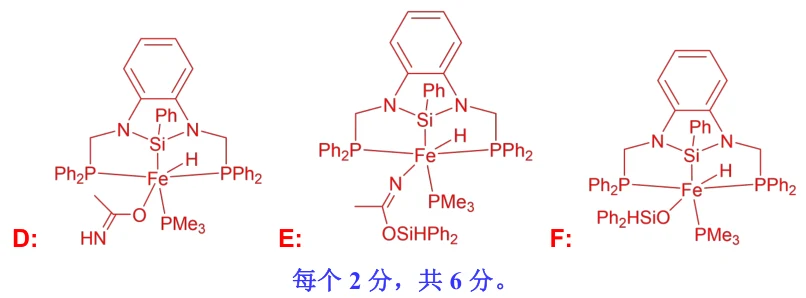 Ph
N
N
Si
H
Ph2P
Fe
PPh2
O
PMe3
HN
D:
Ph
N
N
Si
H
Ph2P
Fe
PPh2
N
PMe3
OSiHPh2
E:
Ph
N
N
Si
H
Ph2P
Fe
PPh2
Ph2HSiO
PMe3
F:
每个 2 分，共 6 分。